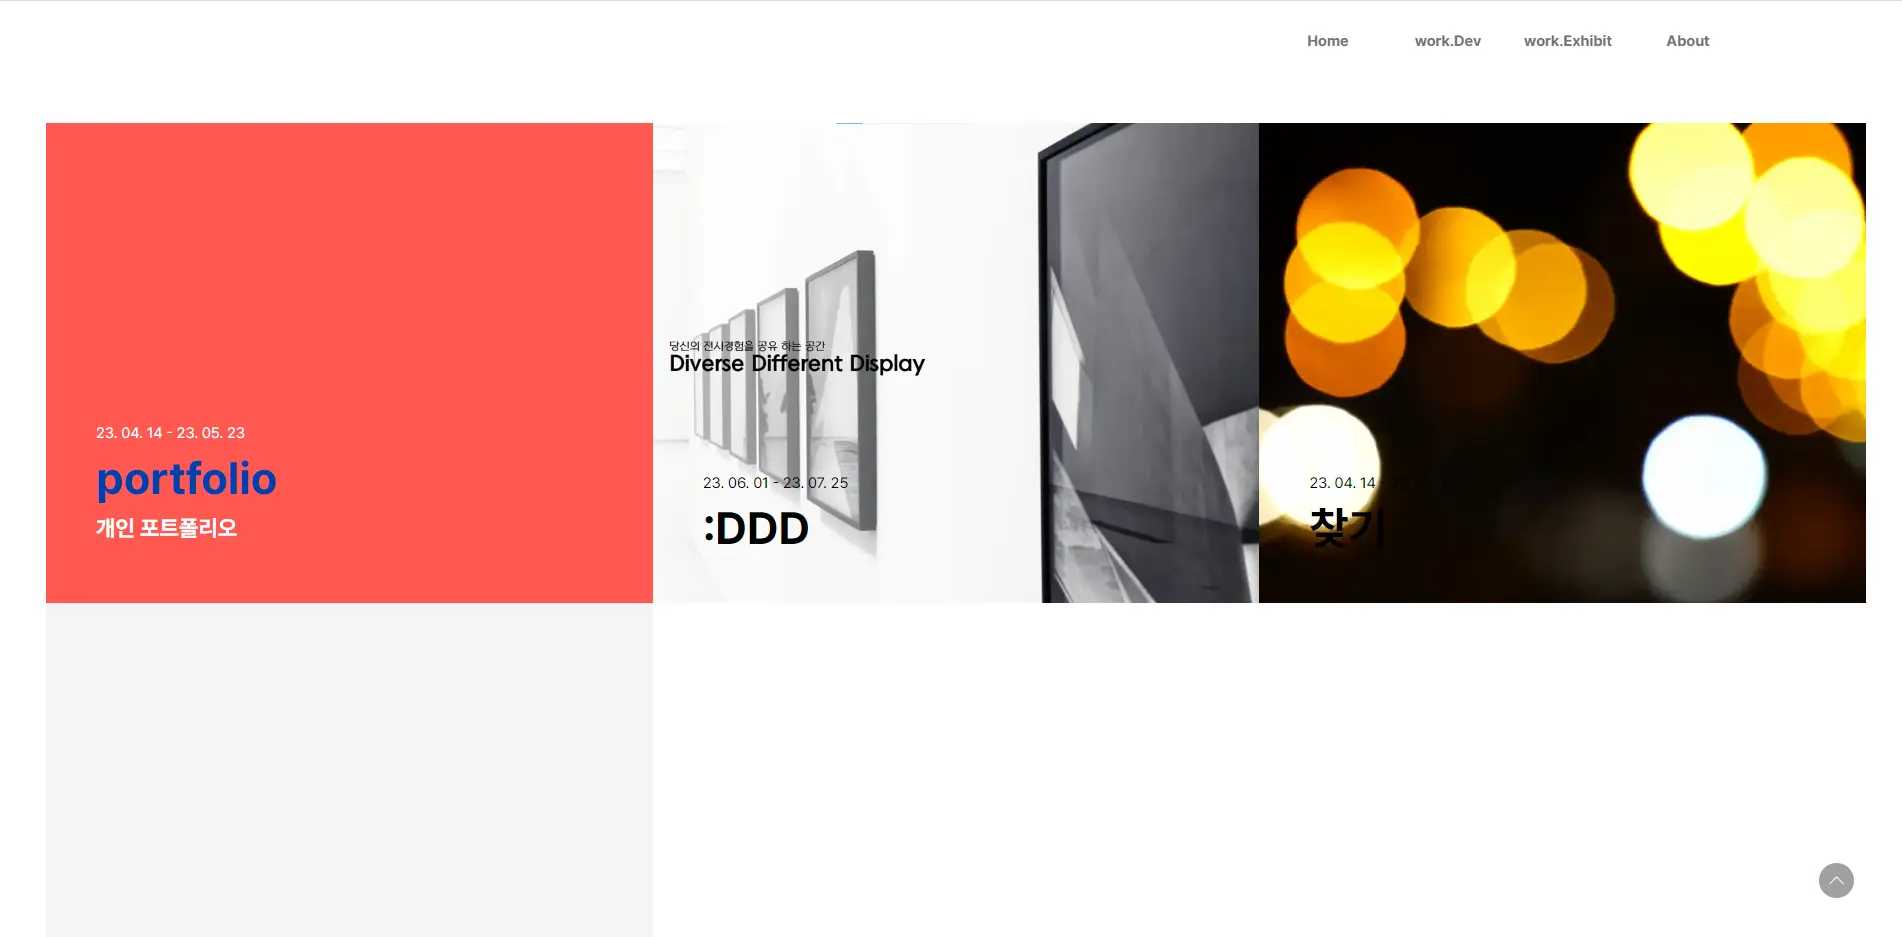 Home work.Dev work.Exhibit About
23. 04. 14 - 23. 05. 23
portfolio
개인 포트폴리오
당신의 전시경험을 공유 하는 공간
Diverse Different Display
23. 06. 01 - 23. 07. 25
:DDD
23. 04. 14
찾기